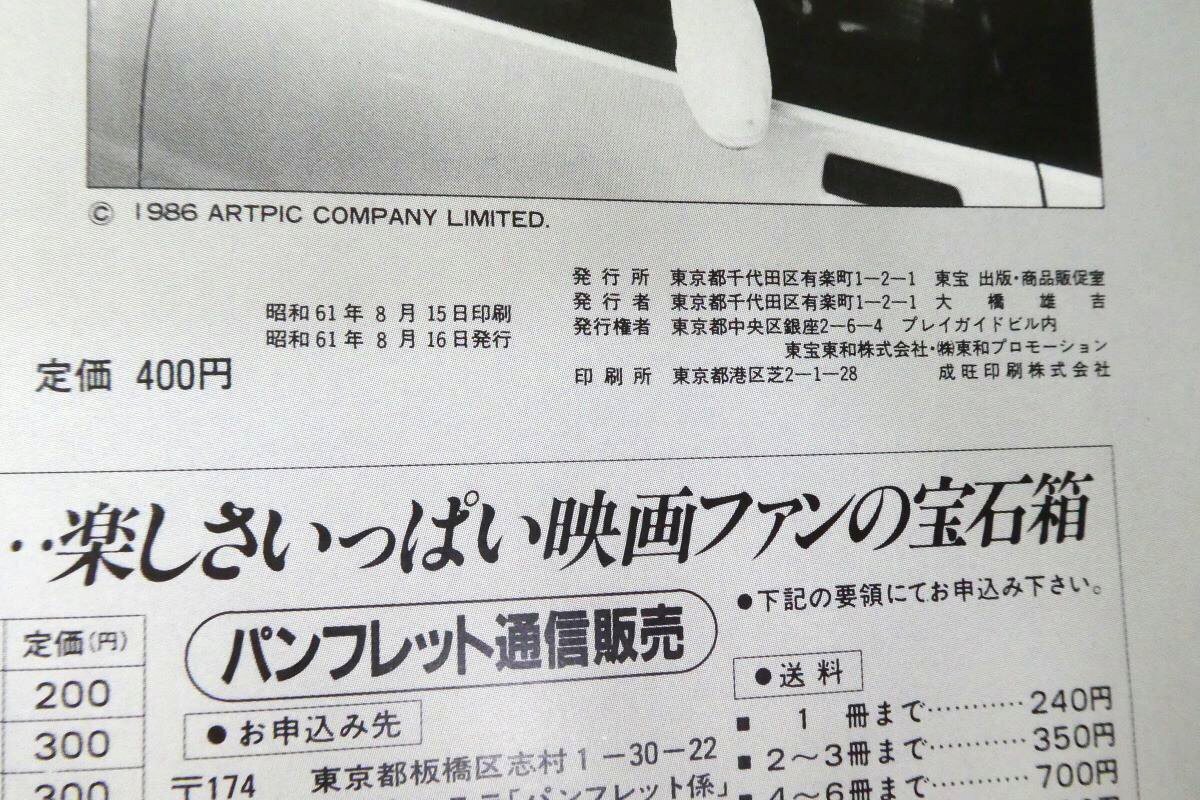 © 1986 ARTPIC COMPANY LIMITED.
発行所 東京都千代田区有楽町1-2-1 東宝 出版・商品販促室
発行者 東京都千代田区有楽町1-2-1 大橋雄吉
発行権者 東京都中央区銀座2-6-4 プレイガイドビル内
東宝東和株式会社・㈱東和プロモーション
印刷所 東京都港区芝2-1-28 成旺印刷株式会社
昭和61年8月15日印刷
昭和61年8月16日発行
定価 400円
‥楽しさいっぱい映画ファンの宝石箱
定価(円)
200
300
300
パンフレット通信販売
●お申込み先
〒174 東京都板橋区志村1-30-22
「パンフレット係」
●下記の要領にてお申込み下さい。
●送料
■ 1 冊まで…………240円
■ 2〜3冊まで…………350円
■ 4〜6冊まで…………700円